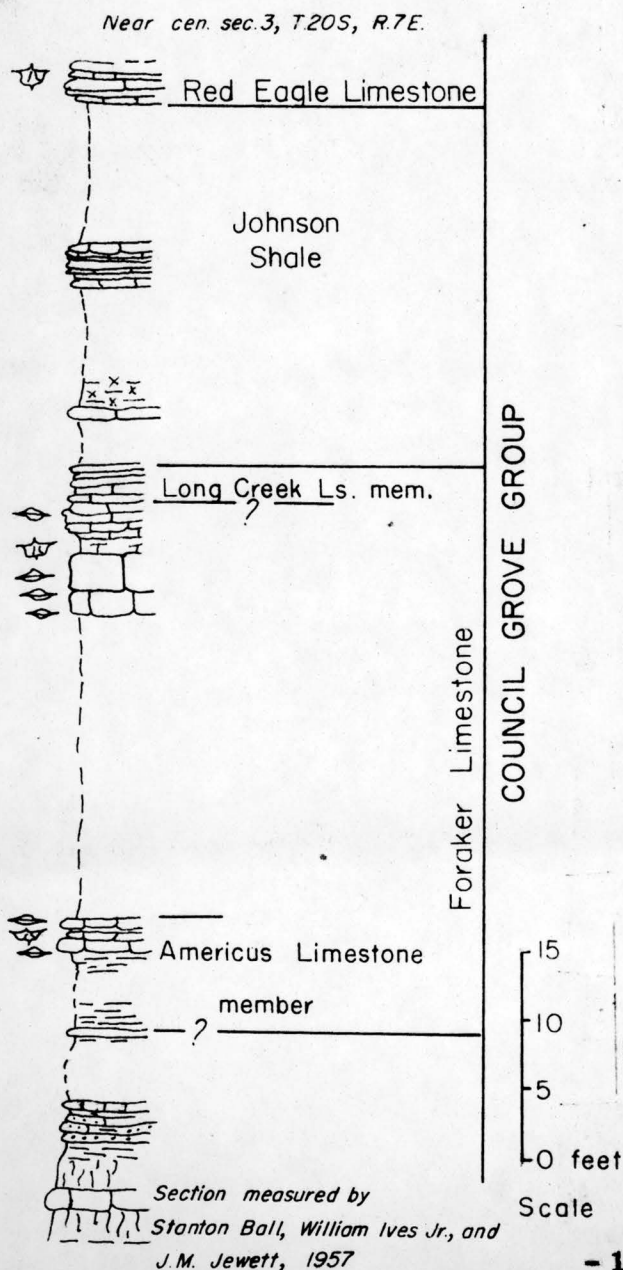 Near cen. sec. 3, T.20S, R.7E.
Red Eagle Limestone
Johnson
Shale
Long Creek Ls. mem.
?
Foraker Limestone
COUNCIL GROVE GROUP
Americus Limestone
member
?
15
10
5
0 feet
Scale
Section measured by
Stanton Ball, William Ives Jr., and
J.M. Jewett, 1957
- 1